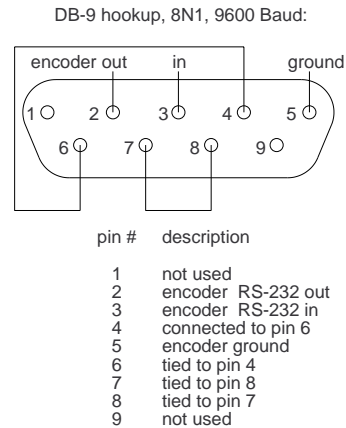 DB-9 hookup, 8N1, 9600 Baud:
encoder out in ground
1 2 3 4 5
6 7 8 9
pin # description
1 not used
2 encoder RS-232 out
3 encoder RS-232 in
4 connected to pin 6
5 encoder ground
6 tied to pin 4
7 tied to pin 8
8 tied to pin 7
9 not used